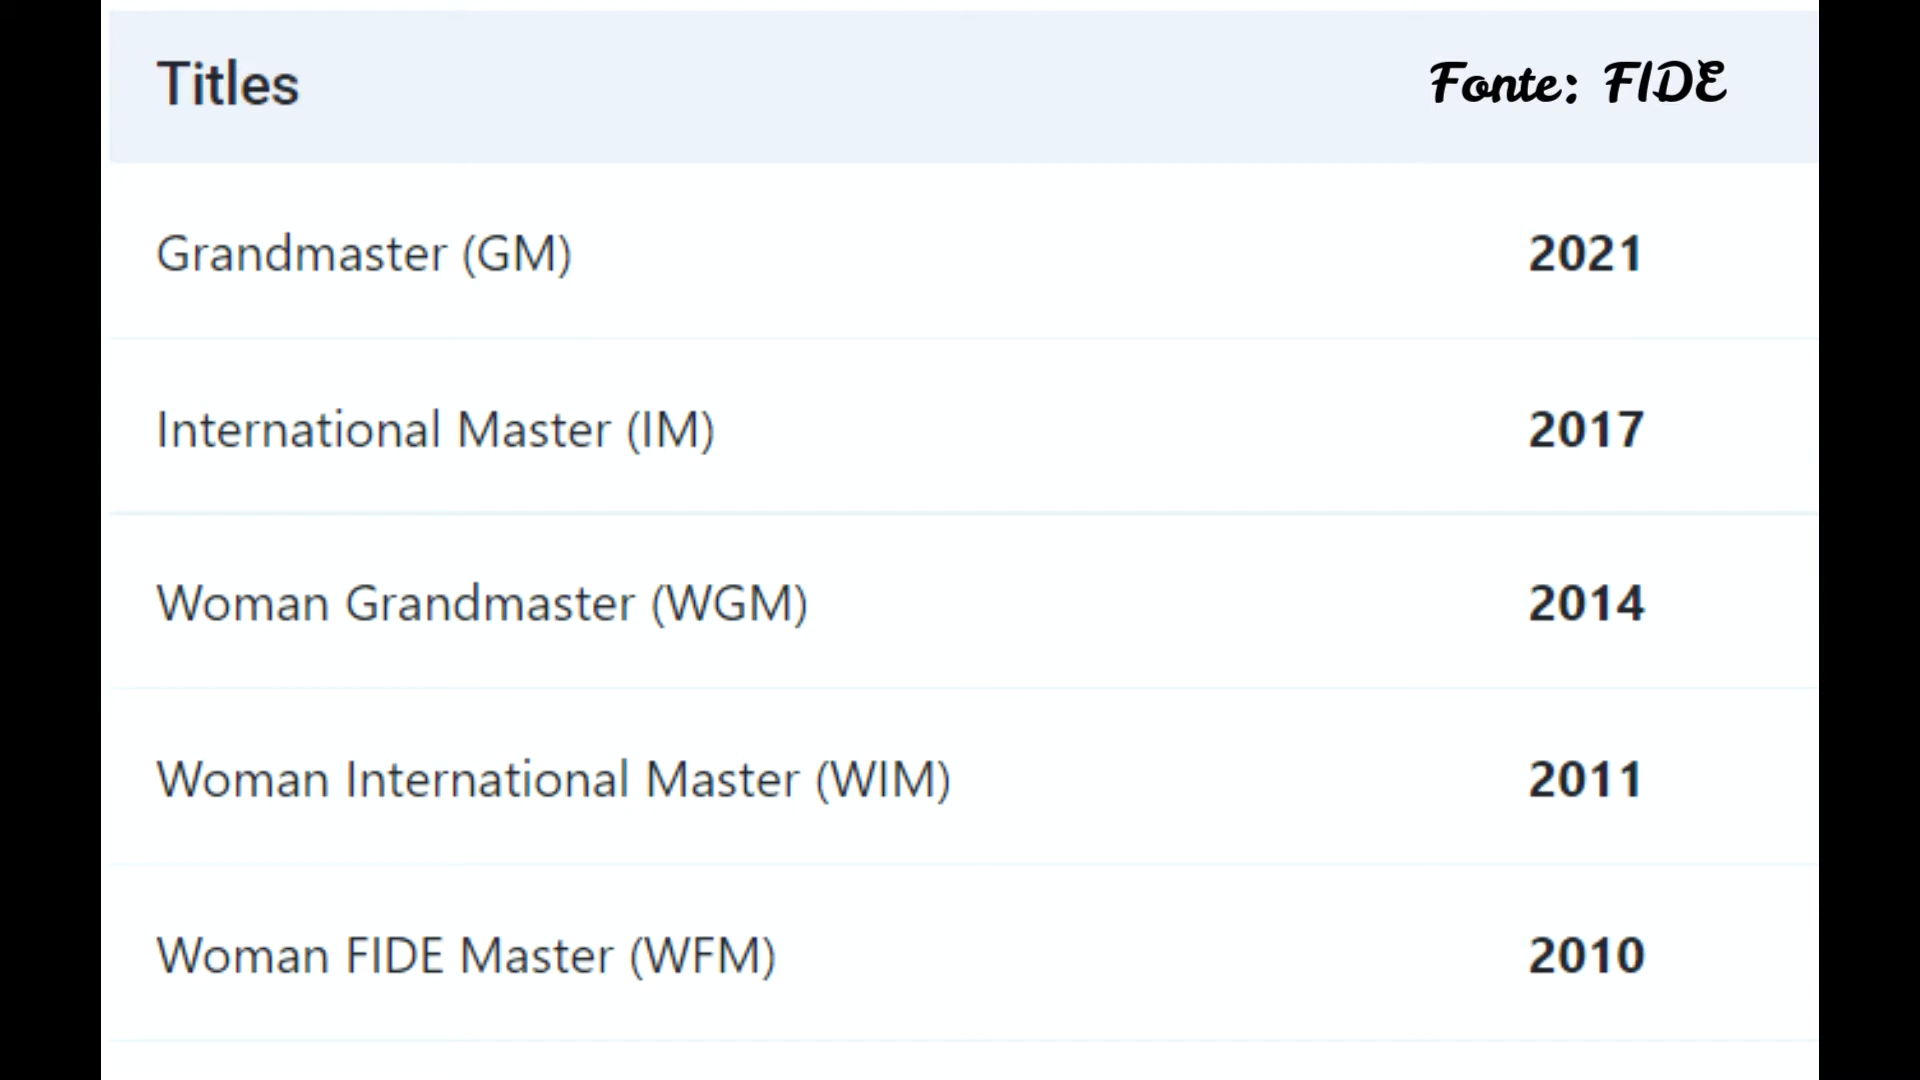 Titles Fonte: FIDE
Grandmaster (GM) 2021
International Master (IM) 2017
Woman Grandmaster (WGM) 2014
Woman International Master (WIM) 2011
Woman FIDE Master (WFM) 2010